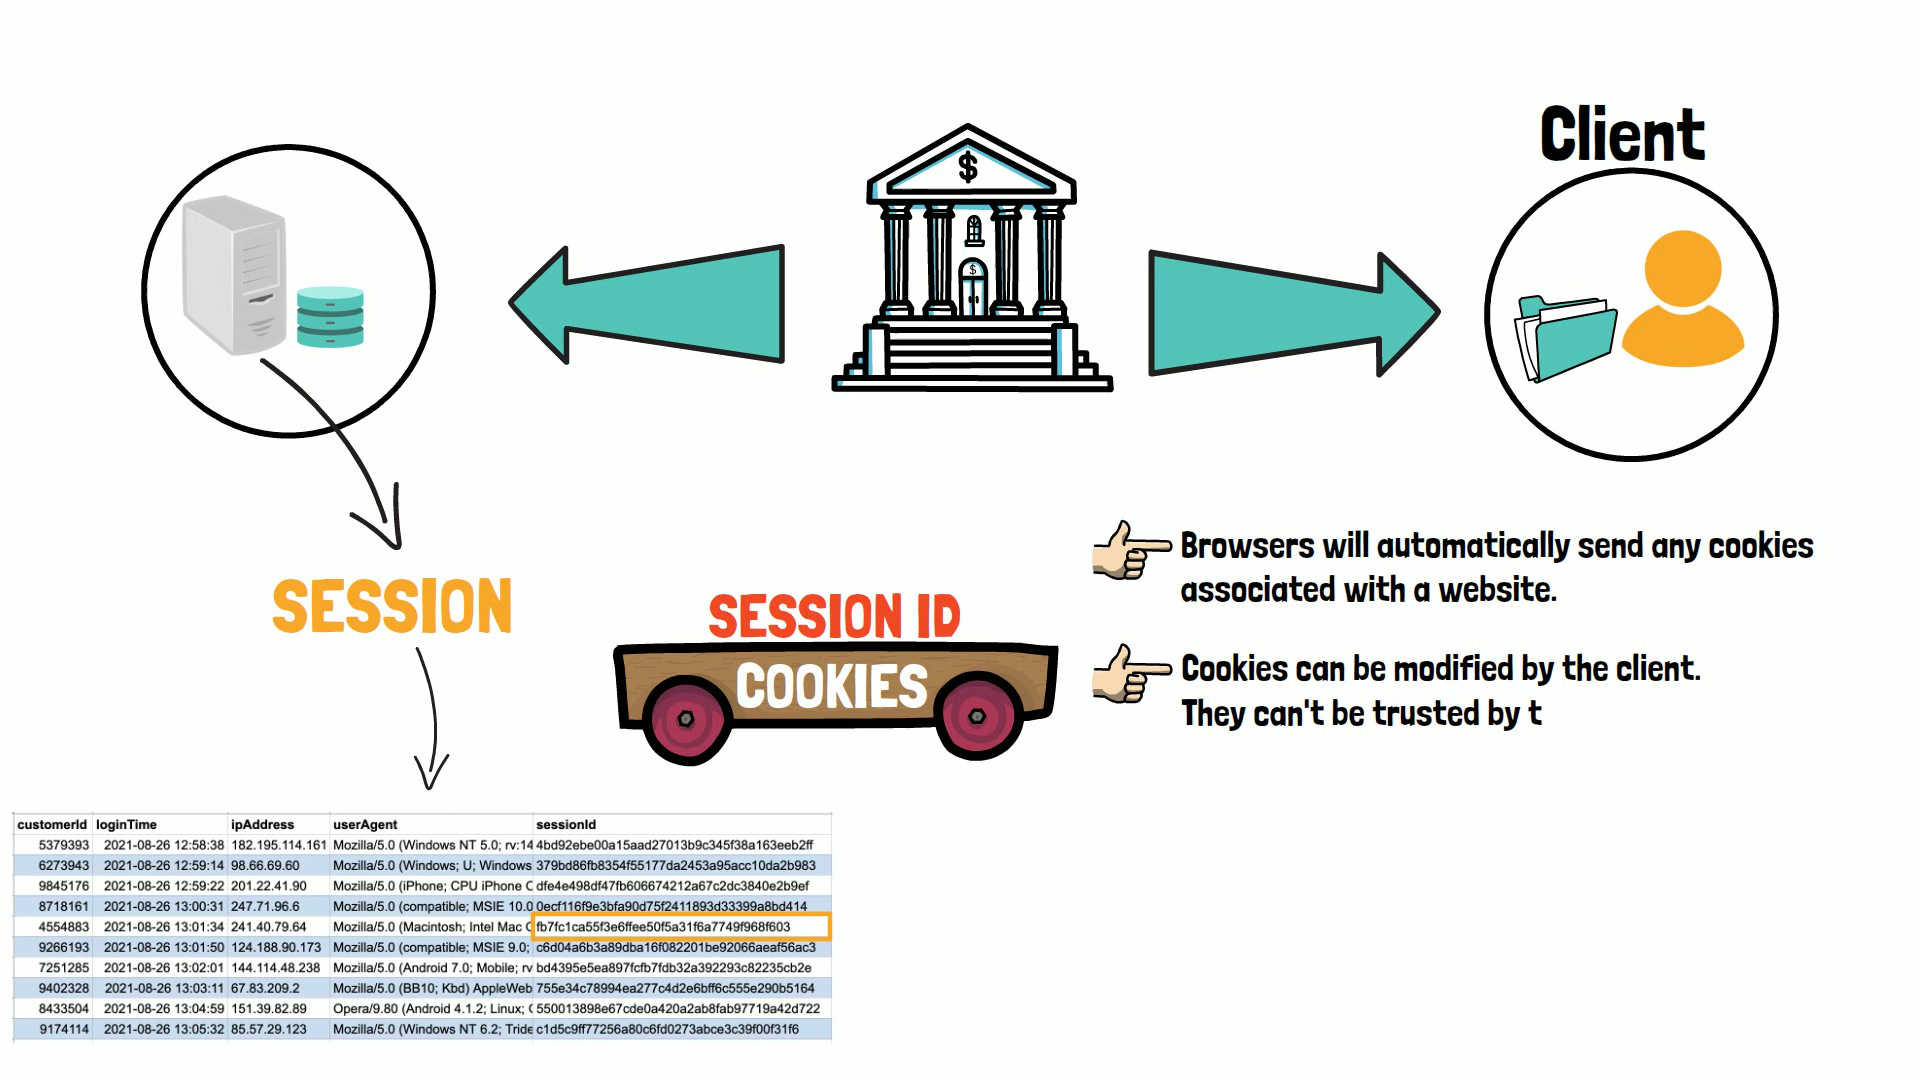 Client
$
$
Browsers will automatically send any cookies
associated with a website.
SESSION
SESSION ID
COOKIES
Cookies can be modified by the client.
They can't be trusted by t
customerId loginTime ipAddress userAgent sessionId
5379393 2021-08-26 12:58:38 182.195.114.161 Mozilla/5.0 (Windows NT 5.0; rv:14 4bd92ebe00a15aad27013b9c345f38a163eeb2ff
6273943 2021-08-26 12:59:14 98.66.69.60 Mozilla/5.0 (Windows; U; Windows 379bd86fb8354f55177da2453a95acc10da2b983
9845176 2021-08-26 12:59:22 201.22.41.90 Mozilla/5.0 (iPhone; CPU iPhone C dfe4e498df47fb606674212a67c2dc3840e2b9ef
8718161 2021-08-26 13:00:31 247.71.96.6 Mozilla/5.0 (compatible; MSIE 10.0 0ecf116f9e3bfa90d75f2411893d33399a8bd414
4554883 2021-08-26 13:01:34 241.40.79.64 Mozilla/5.0 (Macintosh; Intel Mac C fb7fc1ca55f3e6ffee50f5a31f6a7749f968f603
9266193 2021-08-26 13:01:50 124.188.90.173 Mozilla/5.0 (compatible; MSIE 9.0; c6d04a6b3a89dba16f082201be92066aeaf56ac3
7251285 2021-08-26 13:02:01 144.114.48.238 Mozilla/5.0 (Android 7.0; Mobile; rv bd4395e5ea897fcfb7fdb32a392293c82235cb2e
9402328 2021-08-26 13:03:11 67.83.209.2 Mozilla/5.0 (BB10; Kbd) AppleWeb 755e34c78994ea277c4d2e6bff6c555e290b5164
8433504 2021-08-26 13:04:59 151.39.82.89 Opera/9.80 (Android 4.1.2; Linux; C 550013898e67cde0a420a2ab8fab97719a42d722
9174114 2021-08-26 13:05:32 85.57.29.123 Mozilla/5.0 (Windows NT 6.2; Tride c1d5c9ff77256a80c6fd0273abce3c39f00f31f6